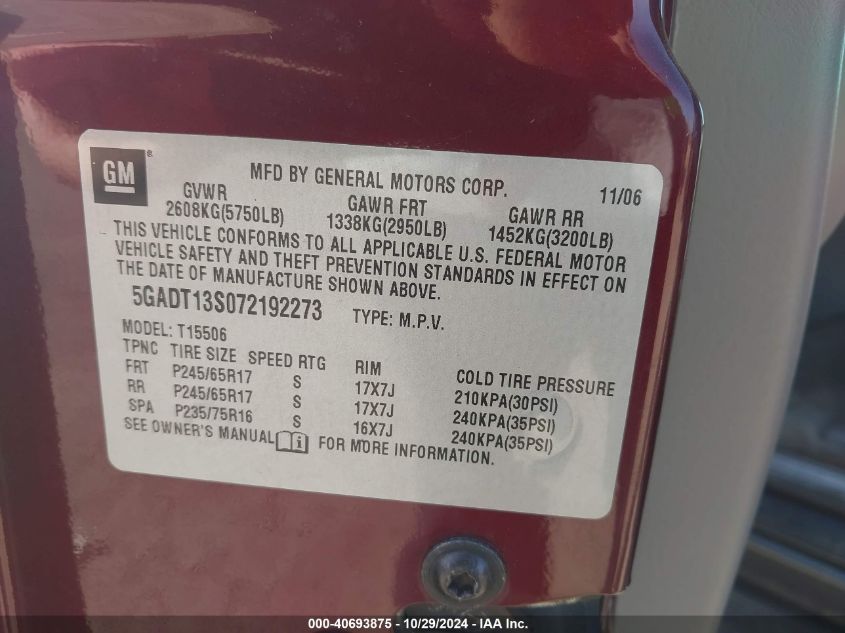 GM
MFD BY GENERAL MOTORS CORP. 11/06
GVWR GAWR FRT GAWR RR
2608KG(5750LB) 1338KG(2950LB) 1452KG(3200LB)
THIS VEHICLE CONFORMS TO ALL APPLICABLE U.S. FEDERAL MOTOR
VEHICLE SAFETY AND THEFT PREVENTION STANDARDS IN EFFECT ON
THE DATE OF MANUFACTURE SHOWN ABOVE.
5GADT13S072192273 TYPE: M.P.V.
MODEL: T15506
TPNC TIRE SIZE SPEED RTG RIM COLD TIRE PRESSURE
FRT P245/65R17 S 17X7J 210KPA(30PSI)
RR P245/65R17 S 17X7J 240KPA(35PSI)
SPA P235/75R16 S 16X7J 240KPA(35PSI)
SEE OWNER'S MANUAL i FOR MORE INFORMATION.
000-40693875 - 10/29/2024 - IAA Inc.